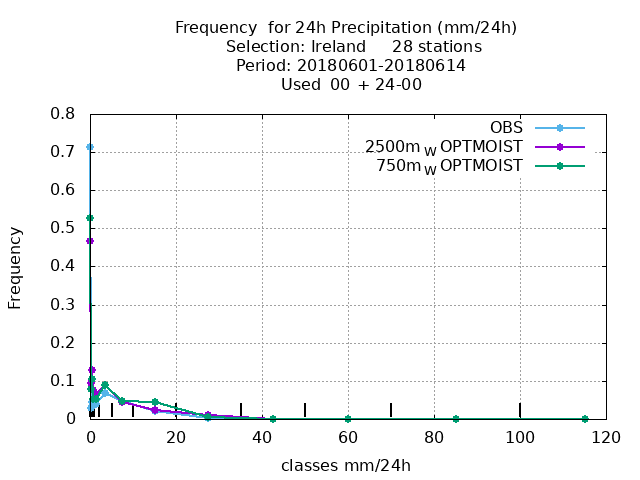 Frequency for 24h Precipitation (mm/24h)
Selection: Ireland 28 stations
Period: 20180601-20180614
Used 00 + 24-00
0.8
0.7
0.6
0.5
0.4
0.3
0.2
0.1
0
Frequency
OBS
2500m W OPTMOIST
750m W OPTMOIST
0 20 40 60 80 100 120
classes mm/24h